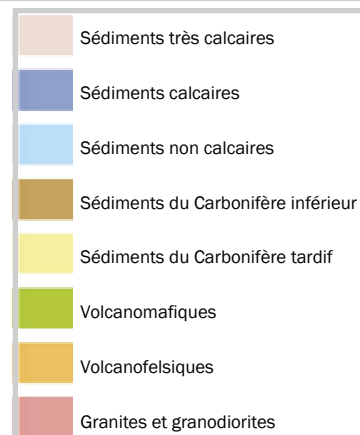 Sédiments très calcaires
Sédiments calcaires
Sédiments non calcaires
Sédiments du Carbonifère inférieur
Sédiments du Carbonifère tardif
Volcanomafiques
Volcanofelsiques
Granites et granodiorites